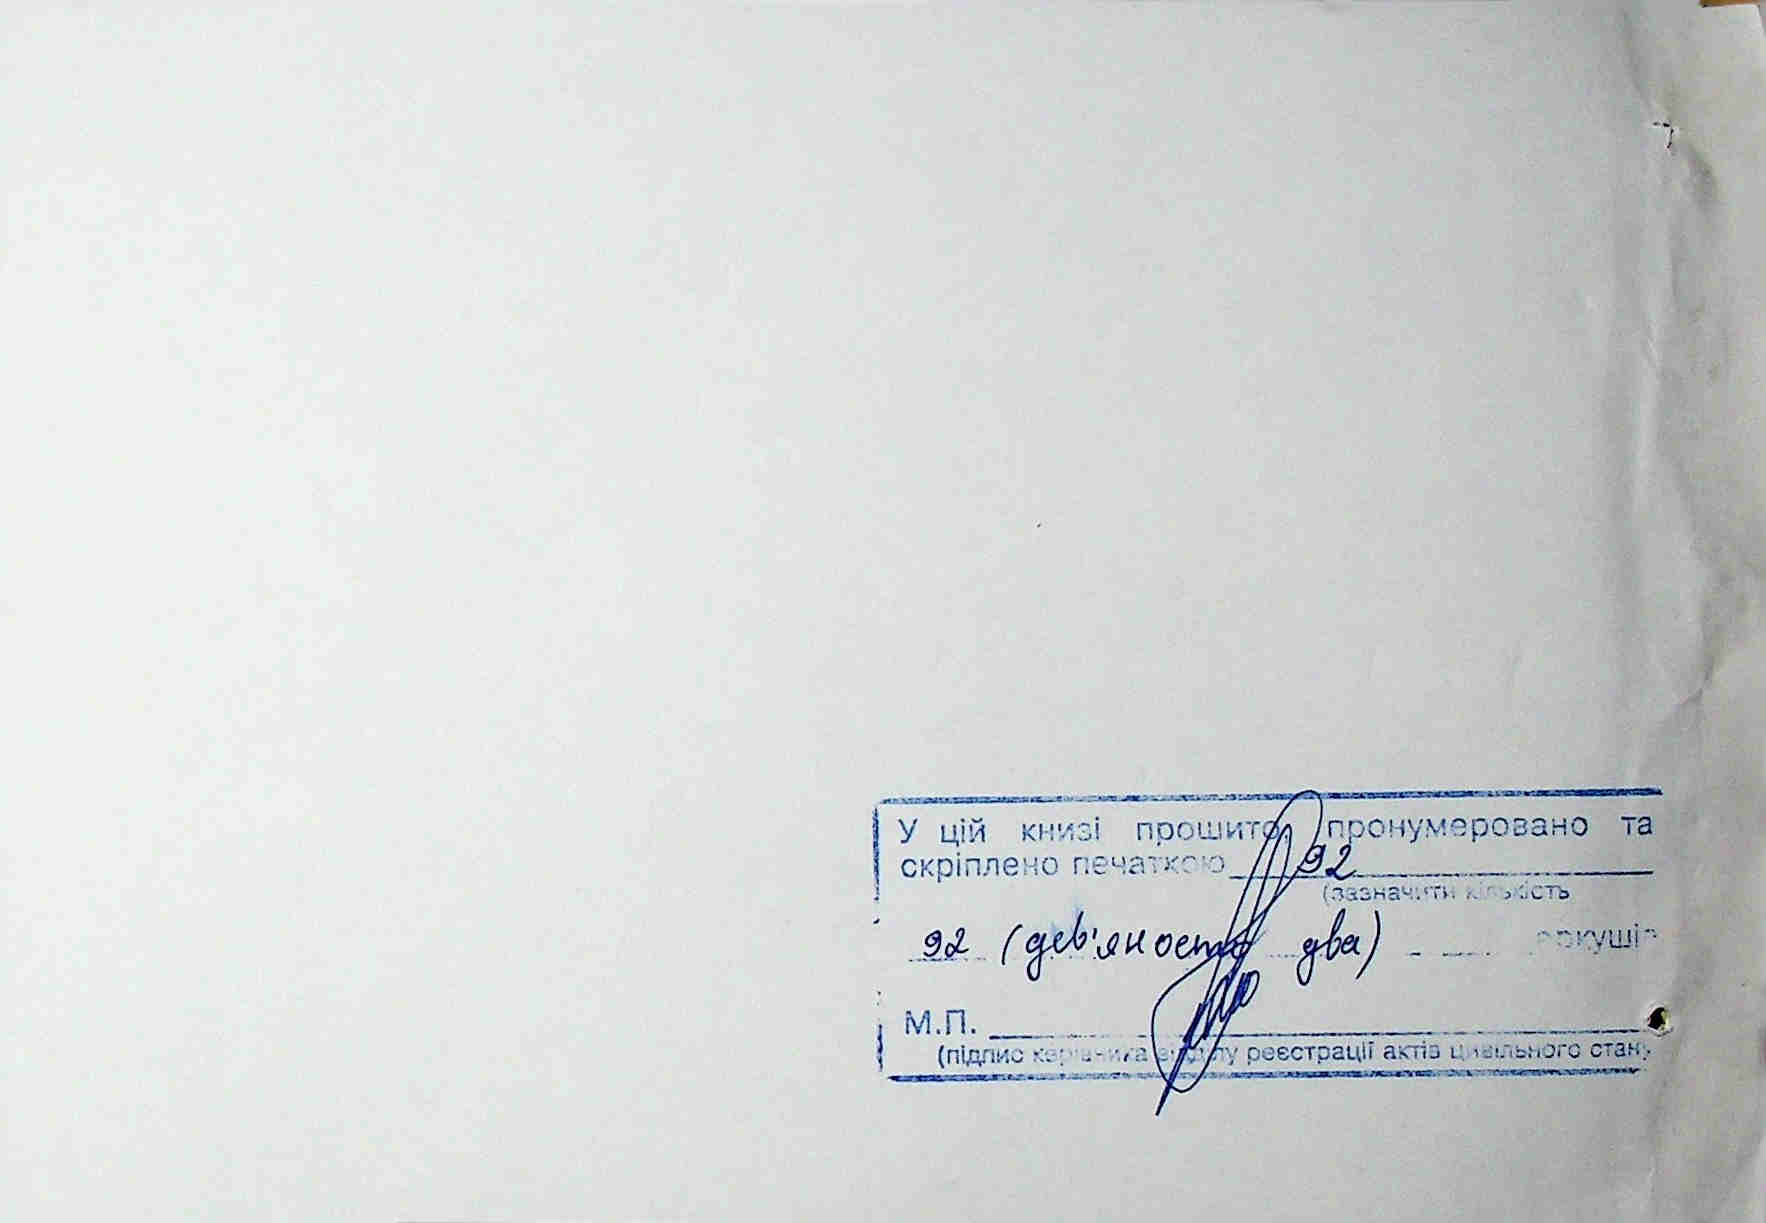 У цій книзі прошито, пронумеровано та
скріплено печаткою 92
(зазначити кількість
92 (дев'яносто два) аркушів
М.П.
(підпис керівника відділу реєстрації актів цивільного стану